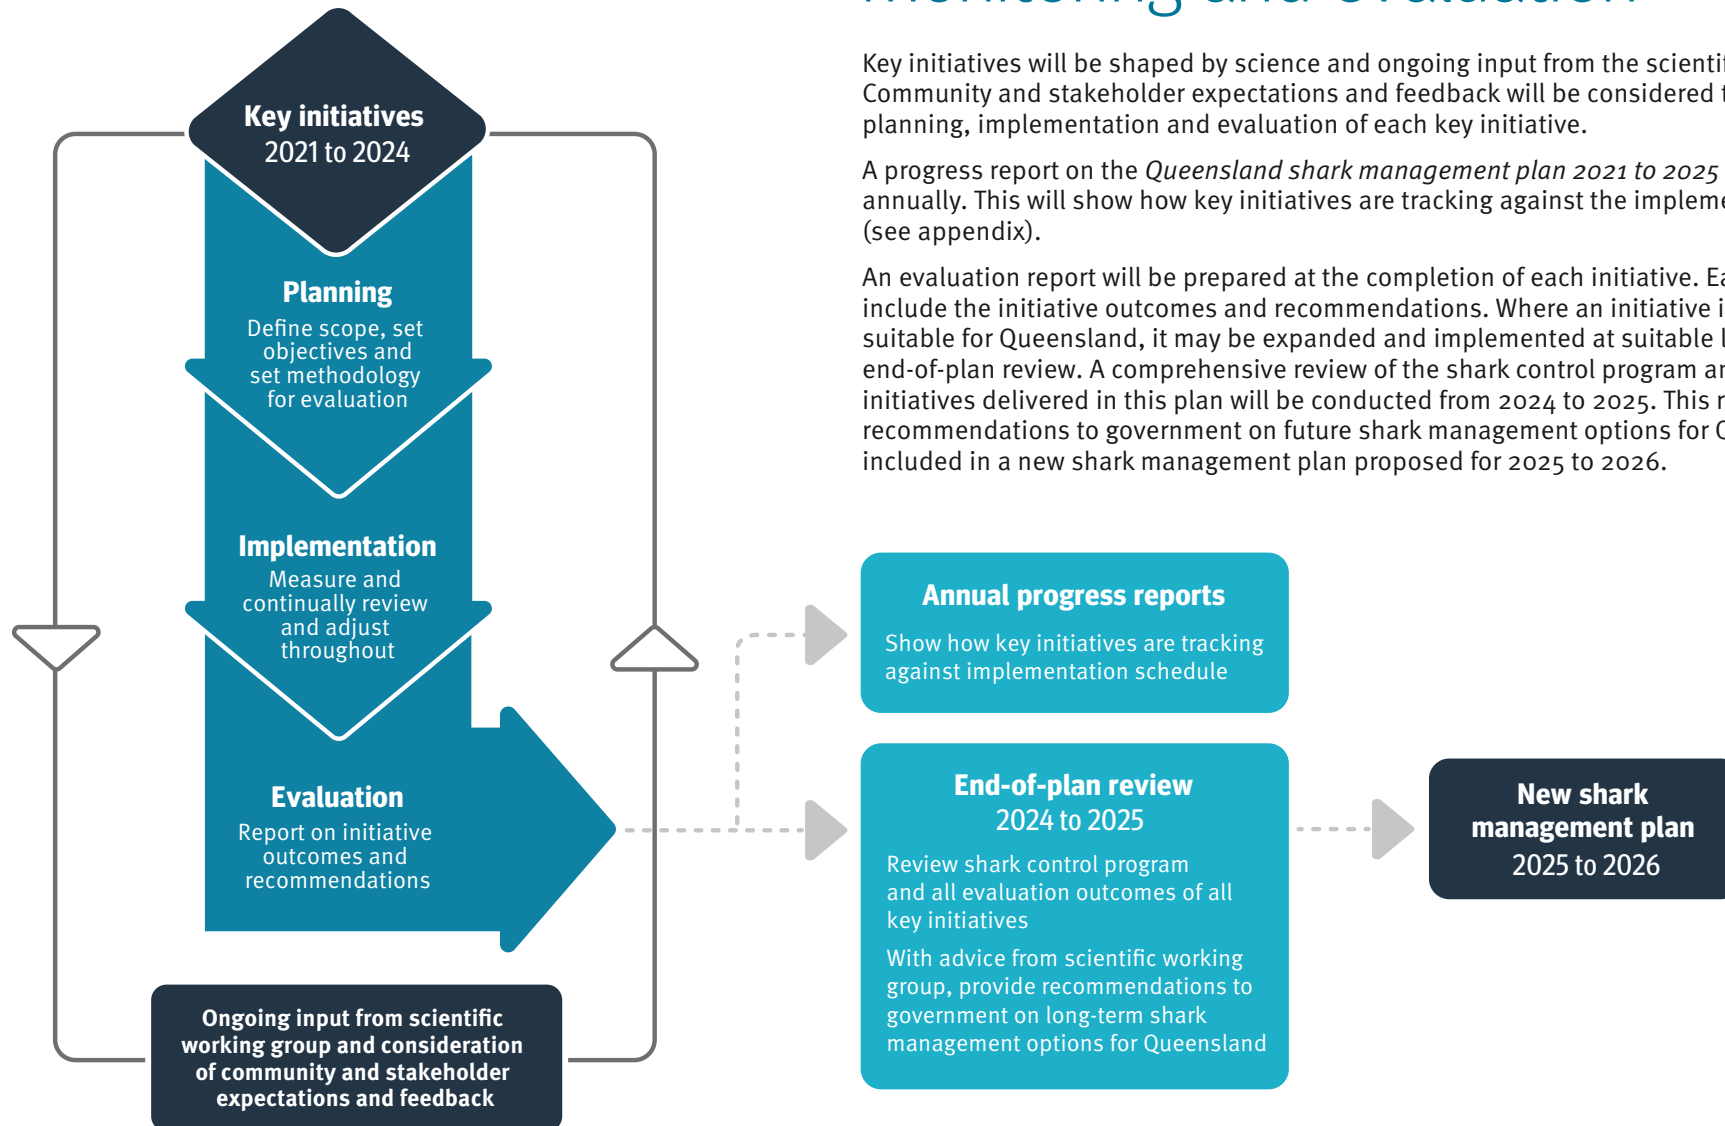 monitoring and evaluation
Key initiatives will be shaped by science and ongoing input from the
Community and stakeholder expectations and feedback will be considered
planning, implementation and evaluation of each key initiative.
A progress report on the Queensland shark management plan 2021 to 2025
annually. This will show how key initiatives are tracking against the
(see appendix).
An evaluation report will be prepared at the completion of each initiative.
include the initiative outcomes and recommendations. Where an initiative
suitable for Queensland, it may be expanded and implemented at suitable
end-of-plan review. A comprehensive review of the shark control program
initiatives delivered in this plan will be conducted from 2024 to 2025. This
recommendations to government on future shark management options for
included in a new shark management plan proposed for 2025 to 2026.
Key initiatives
2021 to 2024
Planning
Define scope, set
objectives and
set methodology
for evaluation
Implementation
Measure and
continually review
and adjust
throughout
Evaluation
Report on initiative
outcomes and
recommendations
Ongoing input from scientific
working group and consideration
of community and stakeholder
expectations and feedback
Annual progress reports
Show how key initiatives are tracking
against implementation schedule
End-of-plan review
2024 to 2025
Review shark control program
and all evaluation outcomes of all
key initiatives
With advice from scientific working
group, provide recommendations to
government on long-term shark
management options for Queensland
New shark
management plan
2025 to 2026